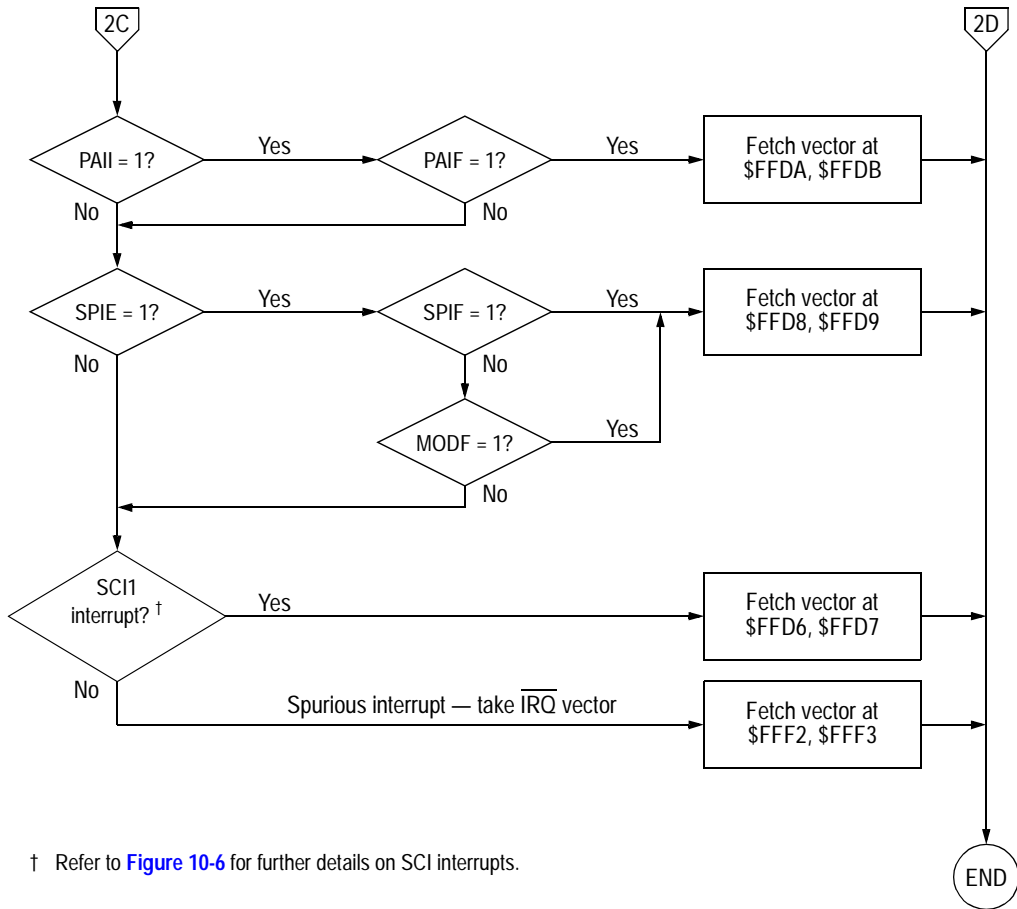 2C
2D
PAII = 1?
Yes
PAIF = 1?
Yes
Fetch vector at
$FFDA, $FFDB
No
No
SPIE = 1?
Yes
SPIF = 1?
Yes
Fetch vector at
$FFD8, $FFD9
No
No
MODF = 1?
Yes
No
SCI1
interrupt? †
Yes
Fetch vector at
$FFD6, $FFD7
No
Spurious interrupt — take IRQ vector
Fetch vector at
$FFF2, $FFF3
† Refer to Figure 10-6 for further details on SCI interrupts.
END